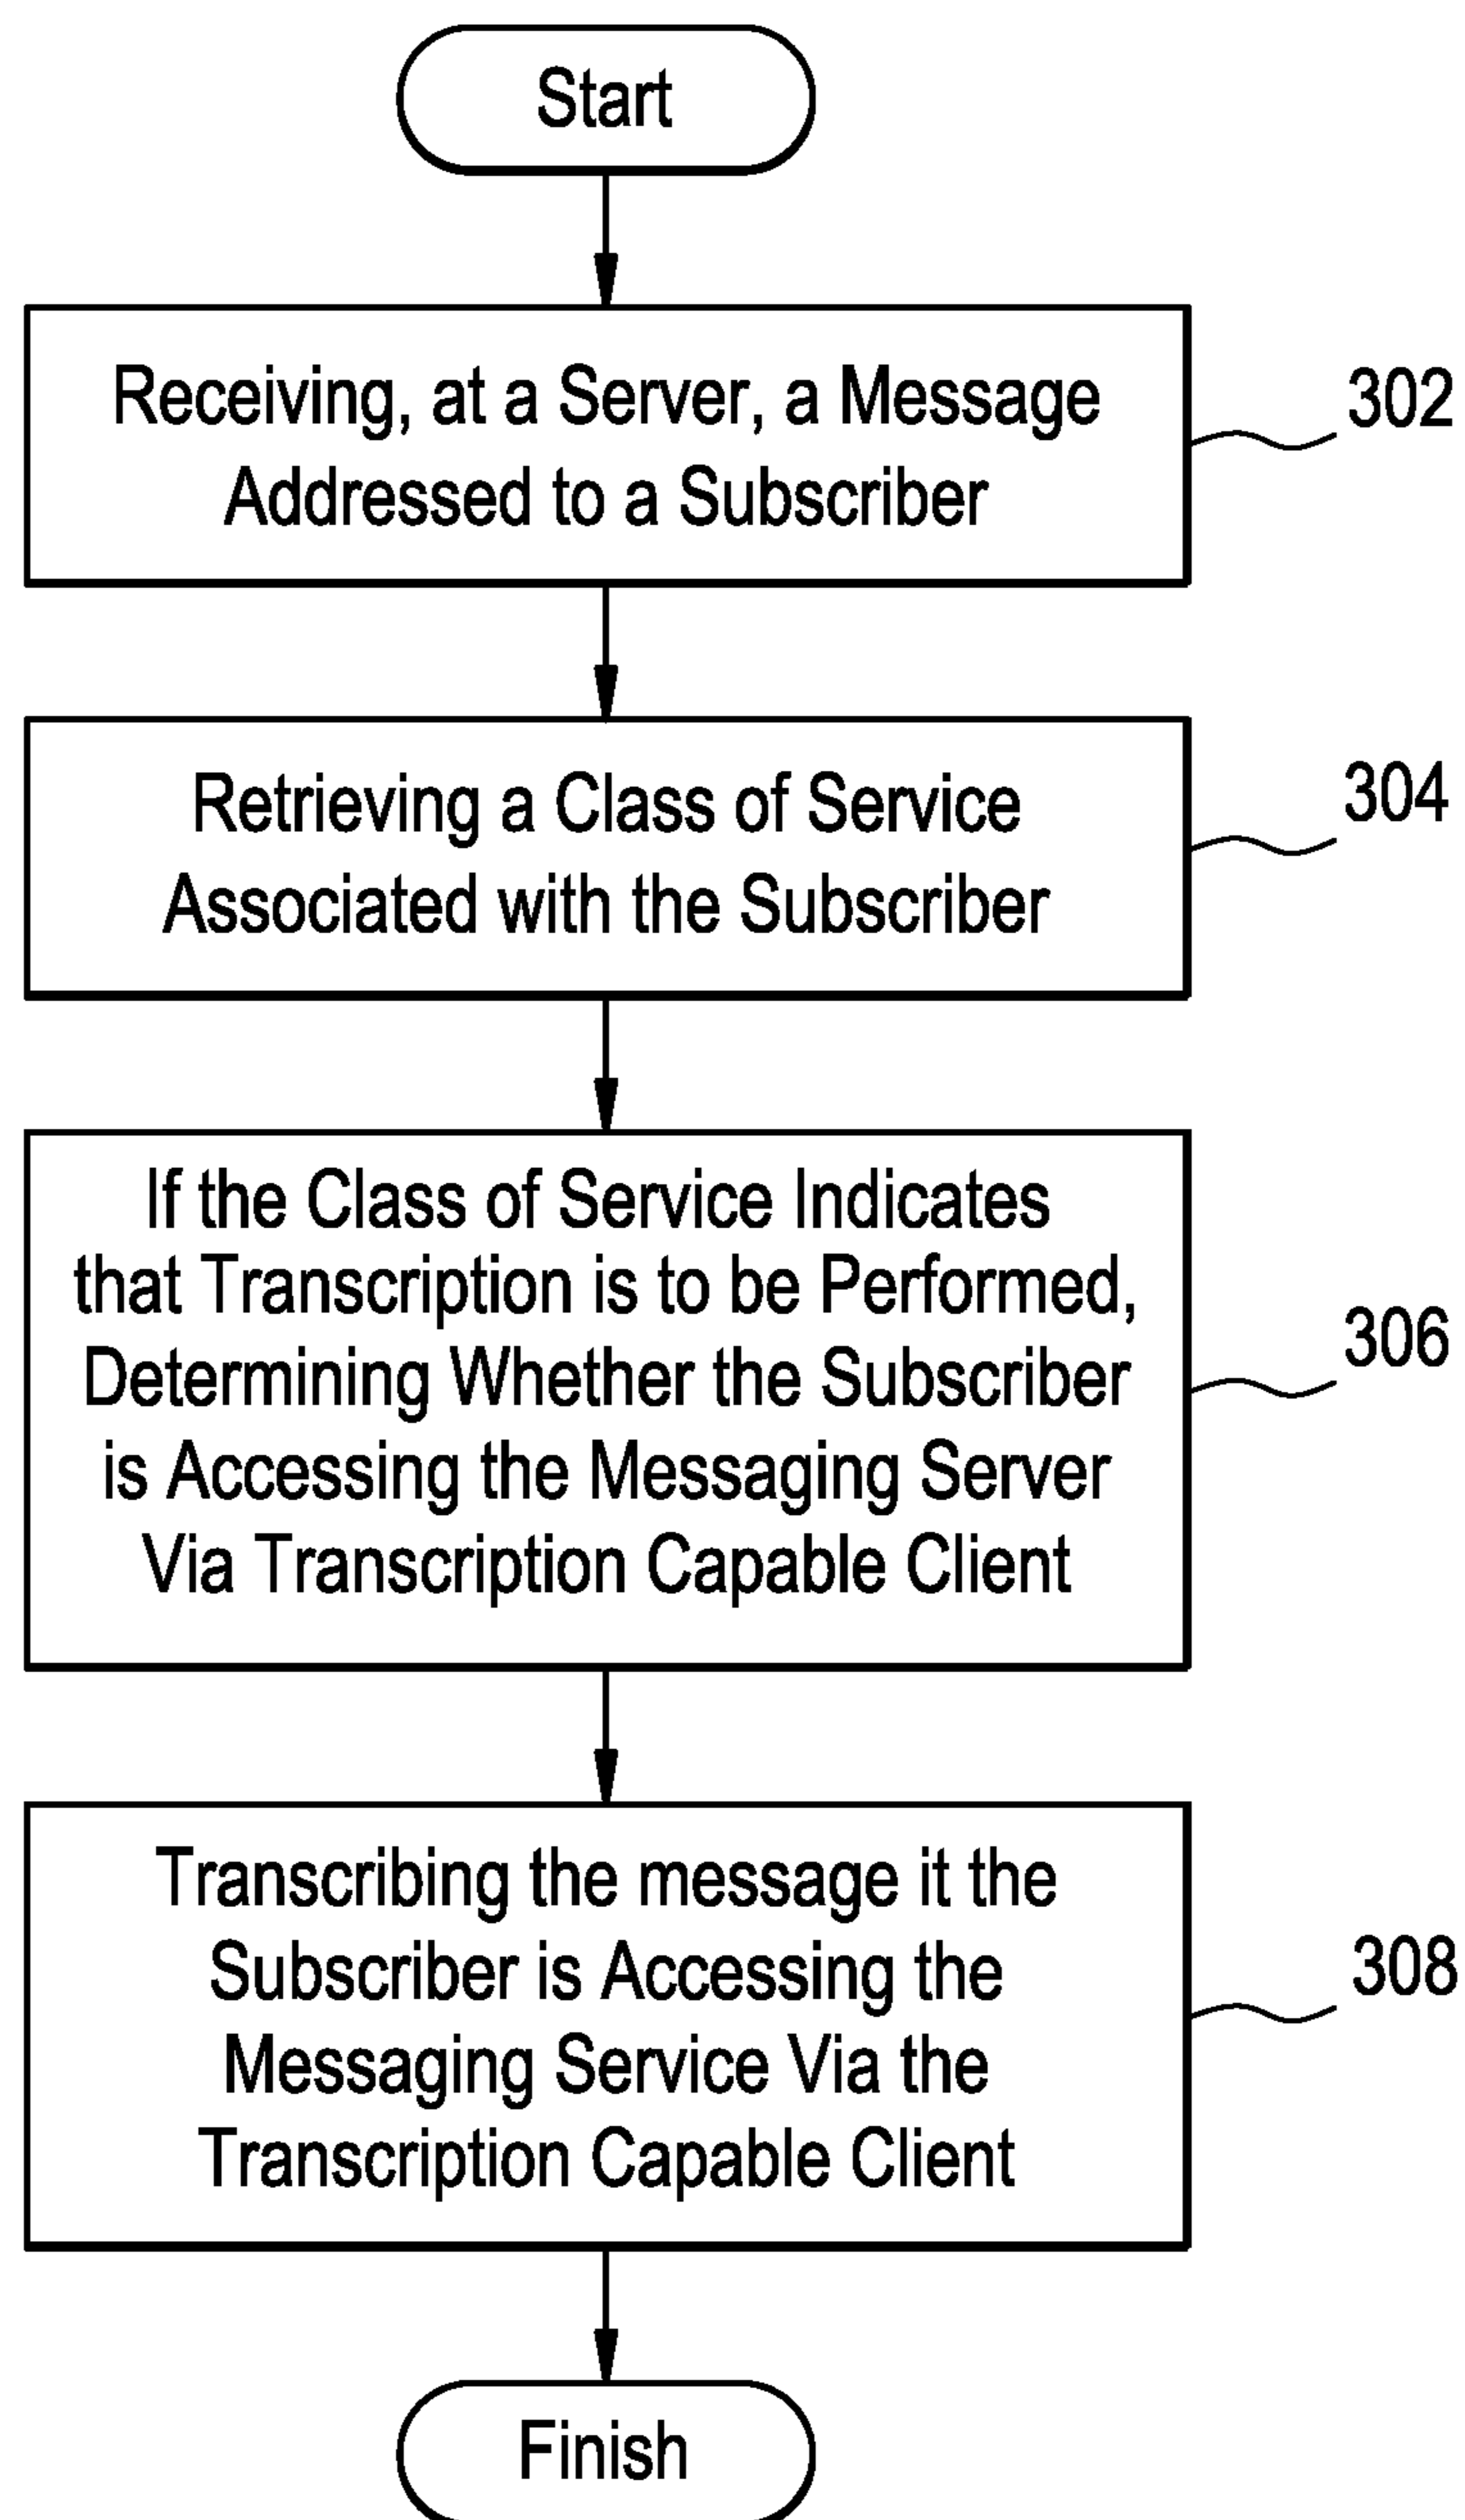 Start
Receiving, at a Server, a Message
Addressed to a Subscriber
302
Retrieving a Class of Service
Associated with the Subscriber
304
If the Class of Service Indicates
that Transcription is to be Performed,
Determining Whether the Subscriber
is Accessing the Messaging Server
Via Transcription Capable Client
306
Transcribing the message it the
Subscriber is Accessing the
Messaging Service Via the
Transcription Capable Client
308
Finish